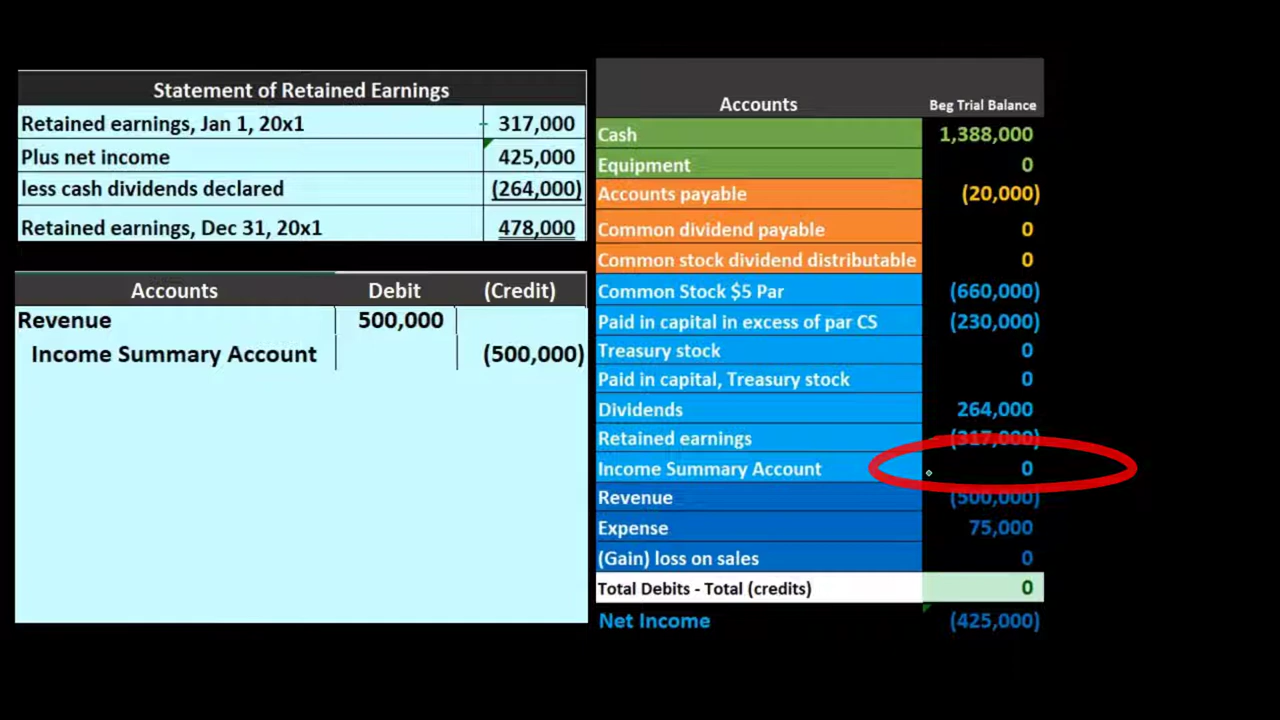 Statement of Retained Earnings
Retained earnings, Jan 1, 20x1 317,000
Plus net income 425,000
less cash dividends declared (264,000)
Retained earnings, Dec 31, 20x1 478,000
Accounts Debit (Credit)
Revenue 500,000
Income Summary Account (500,000)
Accounts Beg Trial Balance
Cash 1,388,000
Equipment 0
Accounts payable (20,000)
Common dividend payable 0
Common stock dividend distributable 0
Common Stock $5 Par (660,000)
Paid in capital in excess of par CS (230,000)
Treasury stock 0
Paid in capital, Treasury stock 0
Dividends 264,000
Retained earnings (317,000)
Income Summary Account 0
Revenue (500,000)
Expense 75,000
(Gain) loss on sales 0
Total Debits - Total (credits) 0
Net Income (425,000)